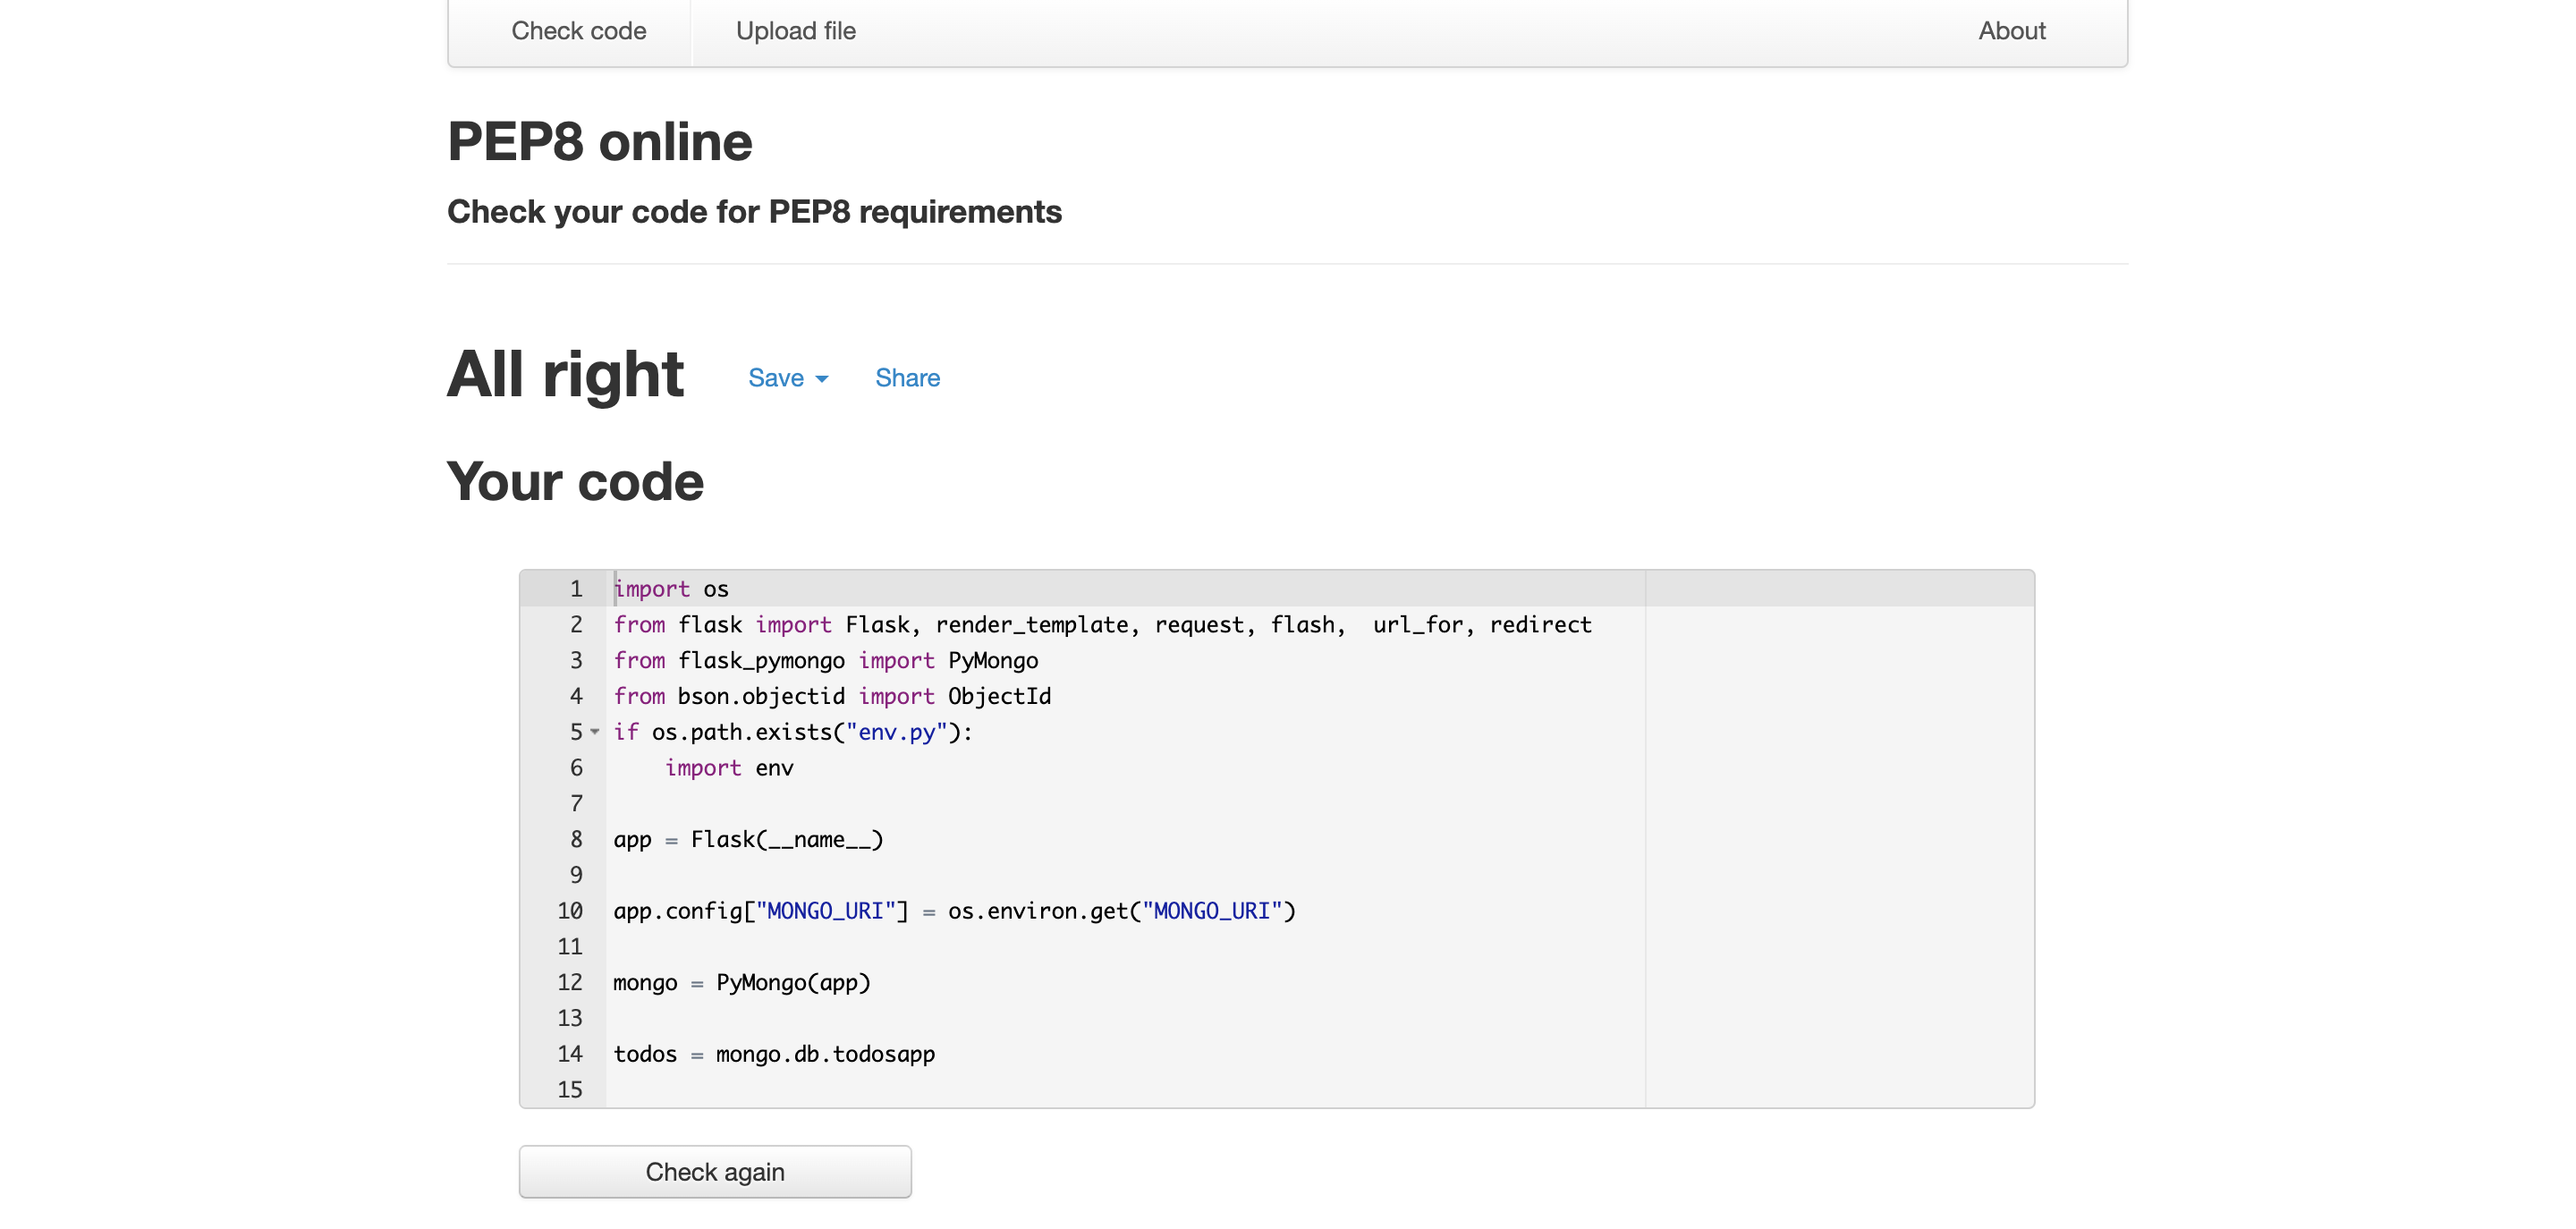 Check code Upload file About
PEP8 online
Check your code for PEP8 requirements
All right Save Share
Your code
1 import os
2 from flask import Flask, render_template, request, flash,  url_for, redirect
3 from flask_pymongo import PyMongo
4 from bson.objectid import ObjectId
5 if os.path.exists("env.py"):
6     import env
7
8 app = Flask(__name__)
9
10 app.config["MONGO_URI"] = os.environ.get("MONGO_URI")
11
12 mongo = PyMongo(app)
13
14 todos = mongo.db.todosapp
15
Check again